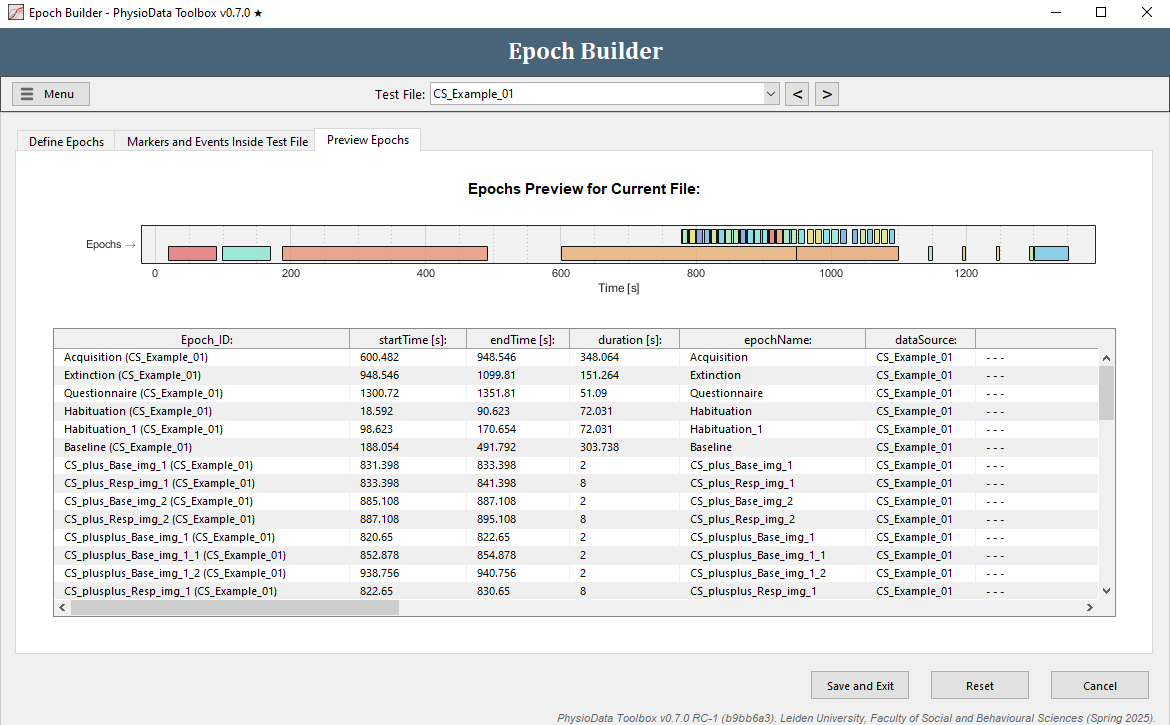 Epoch Builder - PhysioData Toolbox v0.7.0 ★
Epoch Builder
Menu Test File: CS_Example_01 < >
Define Epochs Markers and Events Inside Test File Preview Epochs
Epochs Preview for Current File:
Epochs →
0 200 400 600 800 1000 1200
Time [s]
Epoch_ID: startTime [s]: endTime [s]: duration [s]: epochName: dataSource:
Acquisition (CS_Example_01) 600.482 948.546 348.064 Acquisition CS_Example_01 - - -
Extinction (CS_Example_01) 948.546 1099.81 151.264 Extinction CS_Example_01 - - -
Questionnaire (CS_Example_01) 1300.72 1351.81 51.09 Questionnaire CS_Example_01 - - -
Habituation (CS_Example_01) 18.592 90.623 72.031 Habituation CS_Example_01 - - -
Habituation_1 (CS_Example_01) 98.623 170.654 72.031 Habituation_1 CS_Example_01 - - -
Baseline (CS_Example_01) 188.054 491.792 303.738 Baseline CS_Example_01 - - -
CS_plus_Base_img_1 (CS_Example_01) 831.398 833.398 2 CS_plus_Base_img_1 CS_Example_01 - - -
CS_plus_Resp_img_1 (CS_Example_01) 833.398 841.398 8 CS_plus_Resp_img_1 CS_Example_01 - - -
CS_plus_Base_img_2 (CS_Example_01) 885.108 887.108 2 CS_plus_Base_img_2 CS_Example_01 - - -
CS_plus_Resp_img_2 (CS_Example_01) 887.108 895.108 8 CS_plus_Resp_img_2 CS_Example_01 - - -
CS_plusplus_Base_img_1 (CS_Example_01) 820.65 822.65 2 CS_plusplus_Base_img_1 CS_Example_01 - - -
CS_plusplus_Base_img_1_1 (CS_Example_01) 852.878 854.878 2 CS_plusplus_Base_img_1_1 CS_Example_01 - - -
CS_plusplus_Base_img_1_2 (CS_Example_01) 938.756 940.756 2 CS_plusplus_Base_img_1_2 CS_Example_01 - - -
CS_plusplus_Resp_img_1 (CS_Example_01) 822.65 830.65 8 CS_plusplus_Resp_img_1 CS_Example_01 - - -
Save and Exit Reset Cancel
PhysioData Toolbox v0.7.0 RC-1 (b9bb6a3). Leiden University, Faculty of Social and Behavioural Sciences (Spring 2025).